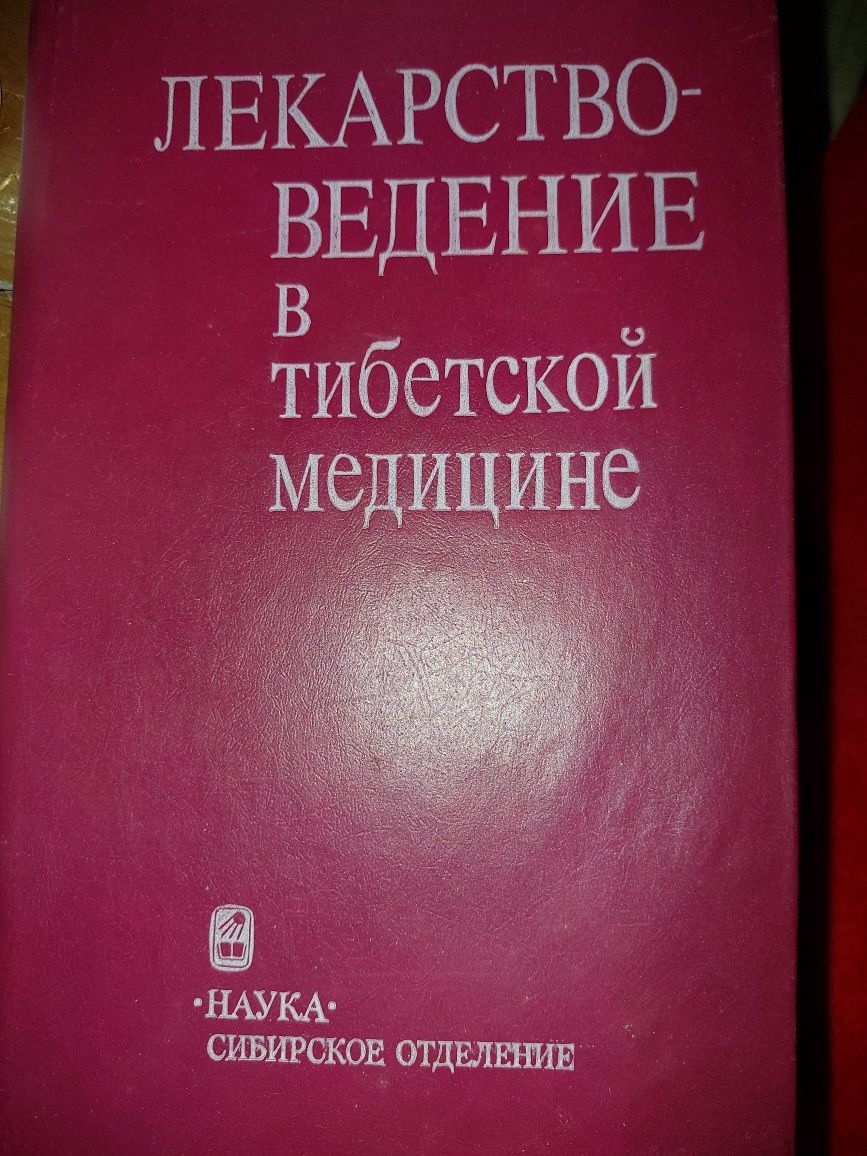 ЛЕКАРСТВО-
ВЕДЕНИЕ
в
тибетской
медицине
·НАУКА·
СИБИРСКОЕ ОТДЕЛЕНИЕ